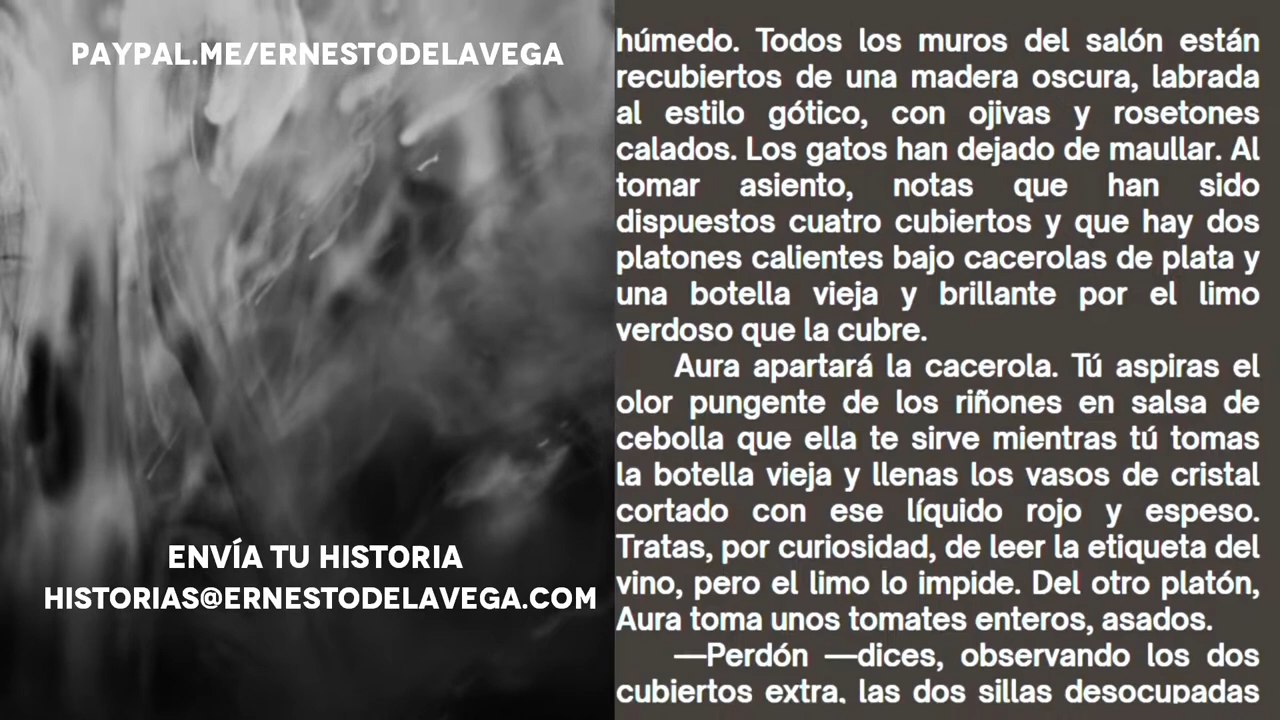 PAYPAL.ME/ERNESTODELAVEGA
ENVÍA TU HISTORIA
HISTORIAS@ERNESTODELAVEGA.COM
húmedo. Todos los muros del salón están
recubiertos de una madera oscura, labrada
al estilo gótico, con ojivas y rosetones
calados. Los gatos han dejado de maullar. Al
tomar asiento, notas que han sido
dispuestos cuatro cubiertos y que hay dos
platones calientes bajo cacerolas de plata y
una botella vieja y brillante por el limo
verdoso que la cubre.
Aura apartará la cacerola. Tú aspiras el
olor pungente de los riñones en salsa de
cebolla que ella te sirve mientras tú tomas
la botella vieja y llenas los vasos de cristal
cortado con ese líquido rojo y espeso.
Tratas, por curiosidad, de leer la etiqueta del
vino, pero el limo lo impide. Del otro platón,
Aura toma unos tomates enteros, asados.
—Perdón —dices, observando los dos
cubiertos extra, las dos sillas desocupadas